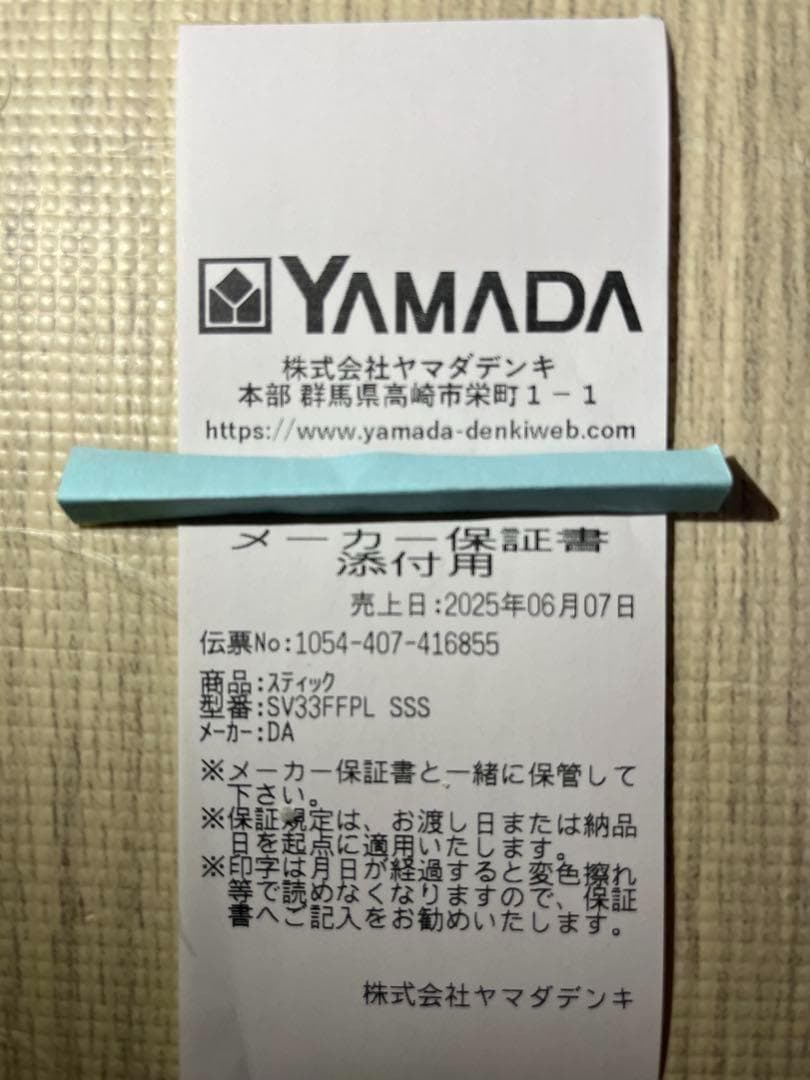 YAMADA
株式会社ヤマダデンキ
本部 群馬県高崎市栄町1-1
https://www.yamada-denkiweb.com
メーカー保証書
添付用
売上日:2025年06月07日
伝票No:1054-407-416855
商品:ｽﾃｨｯｸ
型番:SV33FFPL SSS
ﾒｰｶｰ:DA
※メーカー保証書と一緒に保管して
下さい。
※保証規定は、お渡し日または納品
日を起点に適用いたします。
※印字は月日が経過すると変色擦れ
等で読めなくなりますので、保証
書へご記入をお勧めいたします。
株式会社ヤマダデンキ